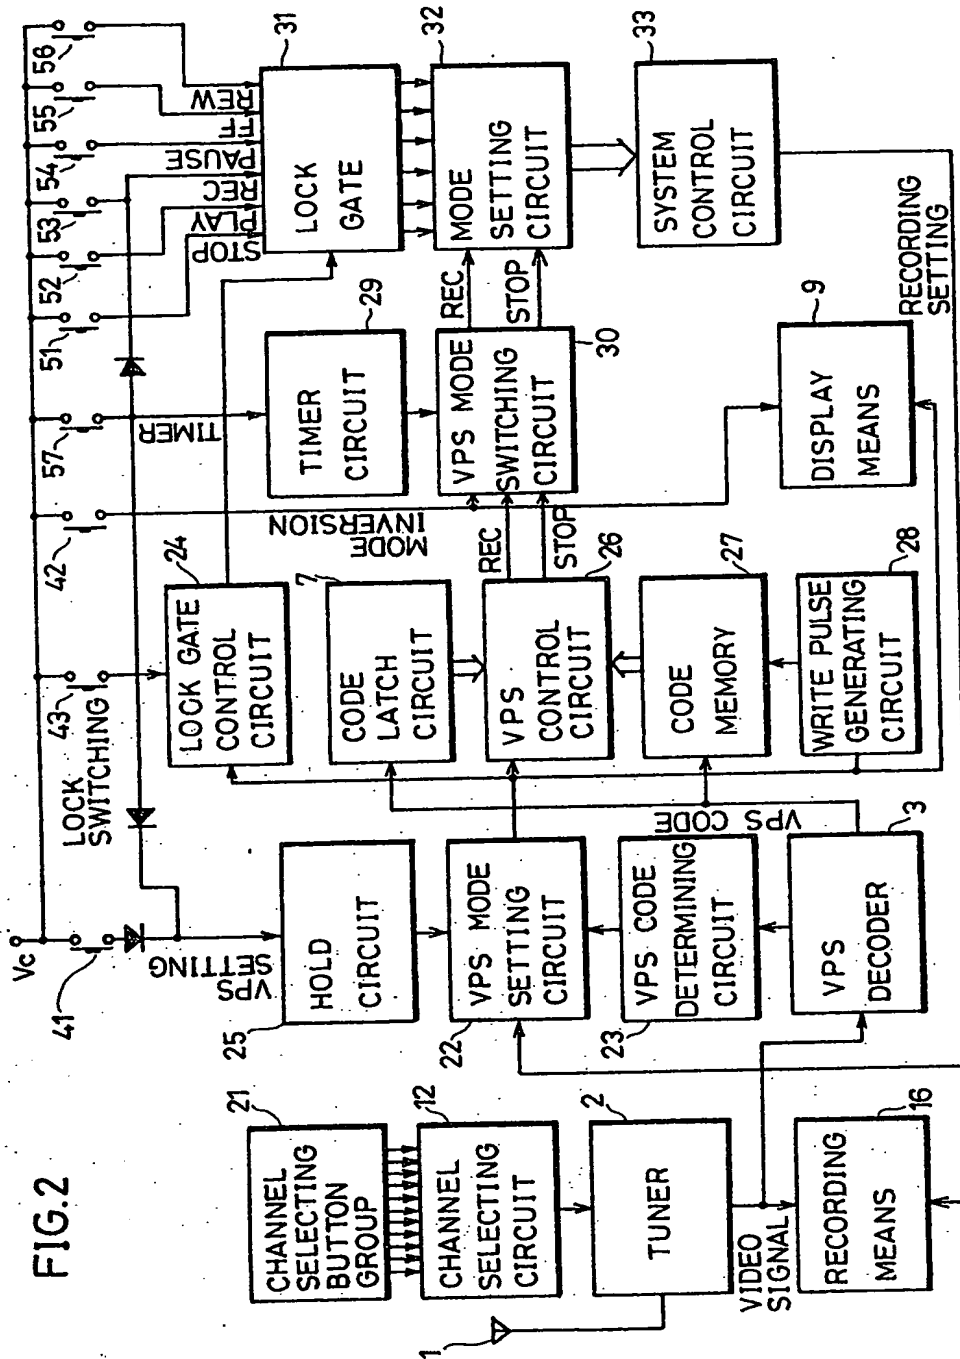 FIG.2
Vc
41
43
42
57
51
52
53
54
55
56
VPS
SETTING
LOCK
SWITCHING
MODE
INVERSION
TIMER
STOP
PLAY
REC
PAUSE
FF
REW
21
CHANNEL
SELECTING
BUTTON
GROUP
25
HOLD
CIRCUIT
24
LOCK GATE
CONTROL
CIRCUIT
29
TIMER
CIRCUIT
31
LOCK
GATE
12
CHANNEL
SELECTING
CIRCUIT
22
VPS MODE
SETTING
CIRCUIT
7
CODE
LATCH
CIRCUIT
REC
STOP
30
VPS MODE
SWITCHING
CIRCUIT
REC
STOP
32
MODE
SETTING
CIRCUIT
1
2
TUNER
23
VPS CODE
DETERMINING
CIRCUIT
26
VPS
CONTROL
CIRCUIT
27
CODE
MEMORY
33
SYSTEM
CONTROL
CIRCUIT
VPS CODE
VIDEO
SIGNAL
16
RECORDING
MEANS
3
VPS
DECODER
28
WRITE PULSE
GENERATING
CIRCUIT
9
DISPLAY
MEANS
RECORDING
SETTING